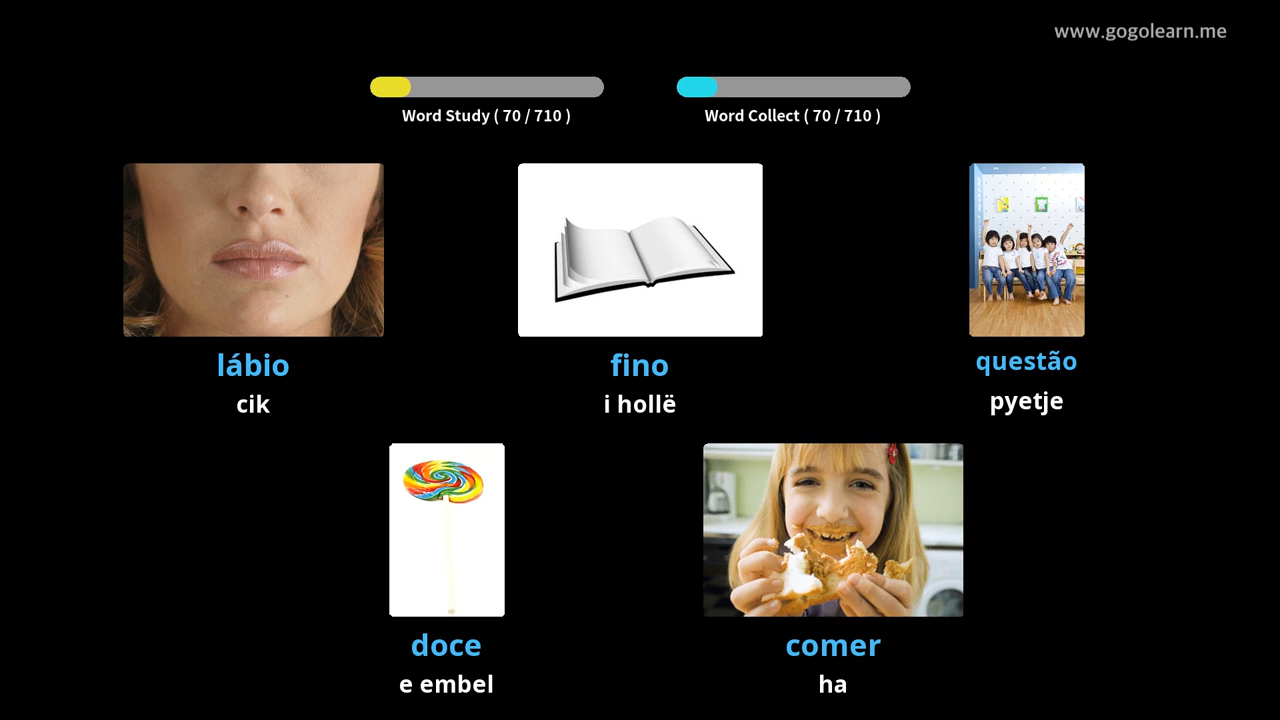 www.gogolearn.me
Word Study ( 70 / 710 )
Word Collect ( 70 / 710 )
lábio
cik
fino
i hollë
questão
pyetje
doce
e embel
comer
ha